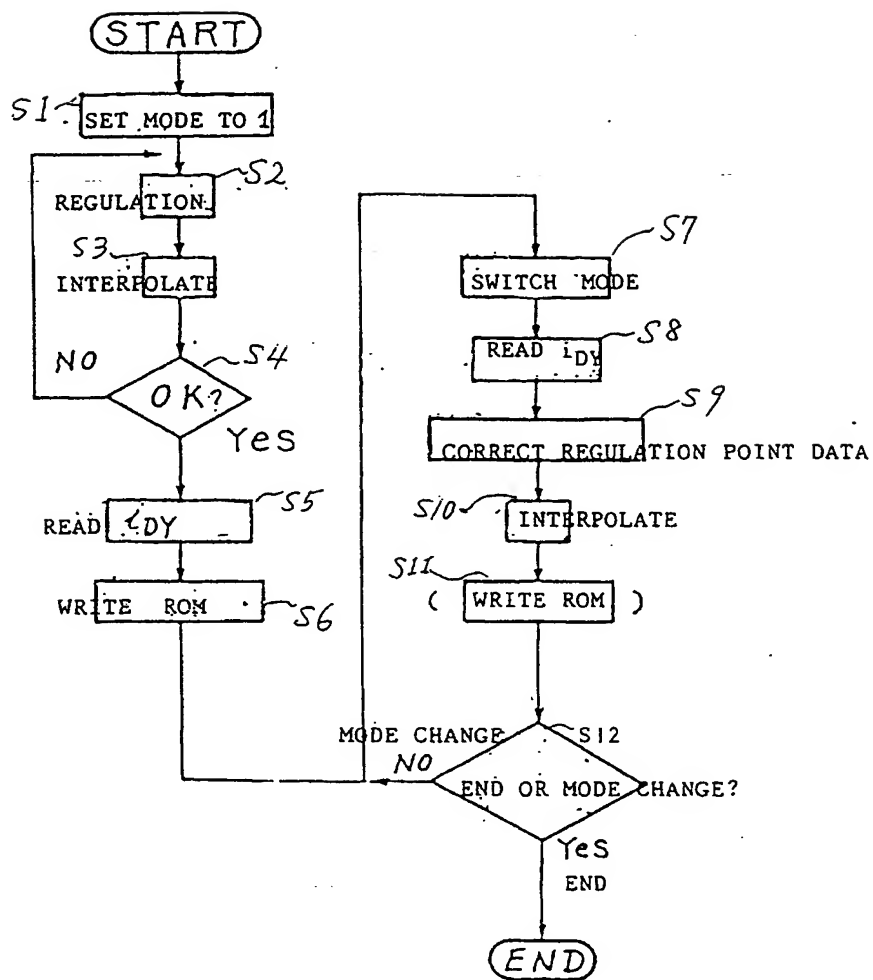 START
S1
SET MODE TO 1
S2
REGULATION
S3
INTERPOLATE
S4
NO
OK?
Yes
S5
READ iDY
WRITE ROM
S6
S7
SWITCH MODE
S8
READ iDY
S9
CORRECT REGULATION POINT DATA
S10
INTERPOLATE
S11
( WRITE ROM )
MODE CHANGE
S12
NO
END OR MODE CHANGE?
Yes
END
END